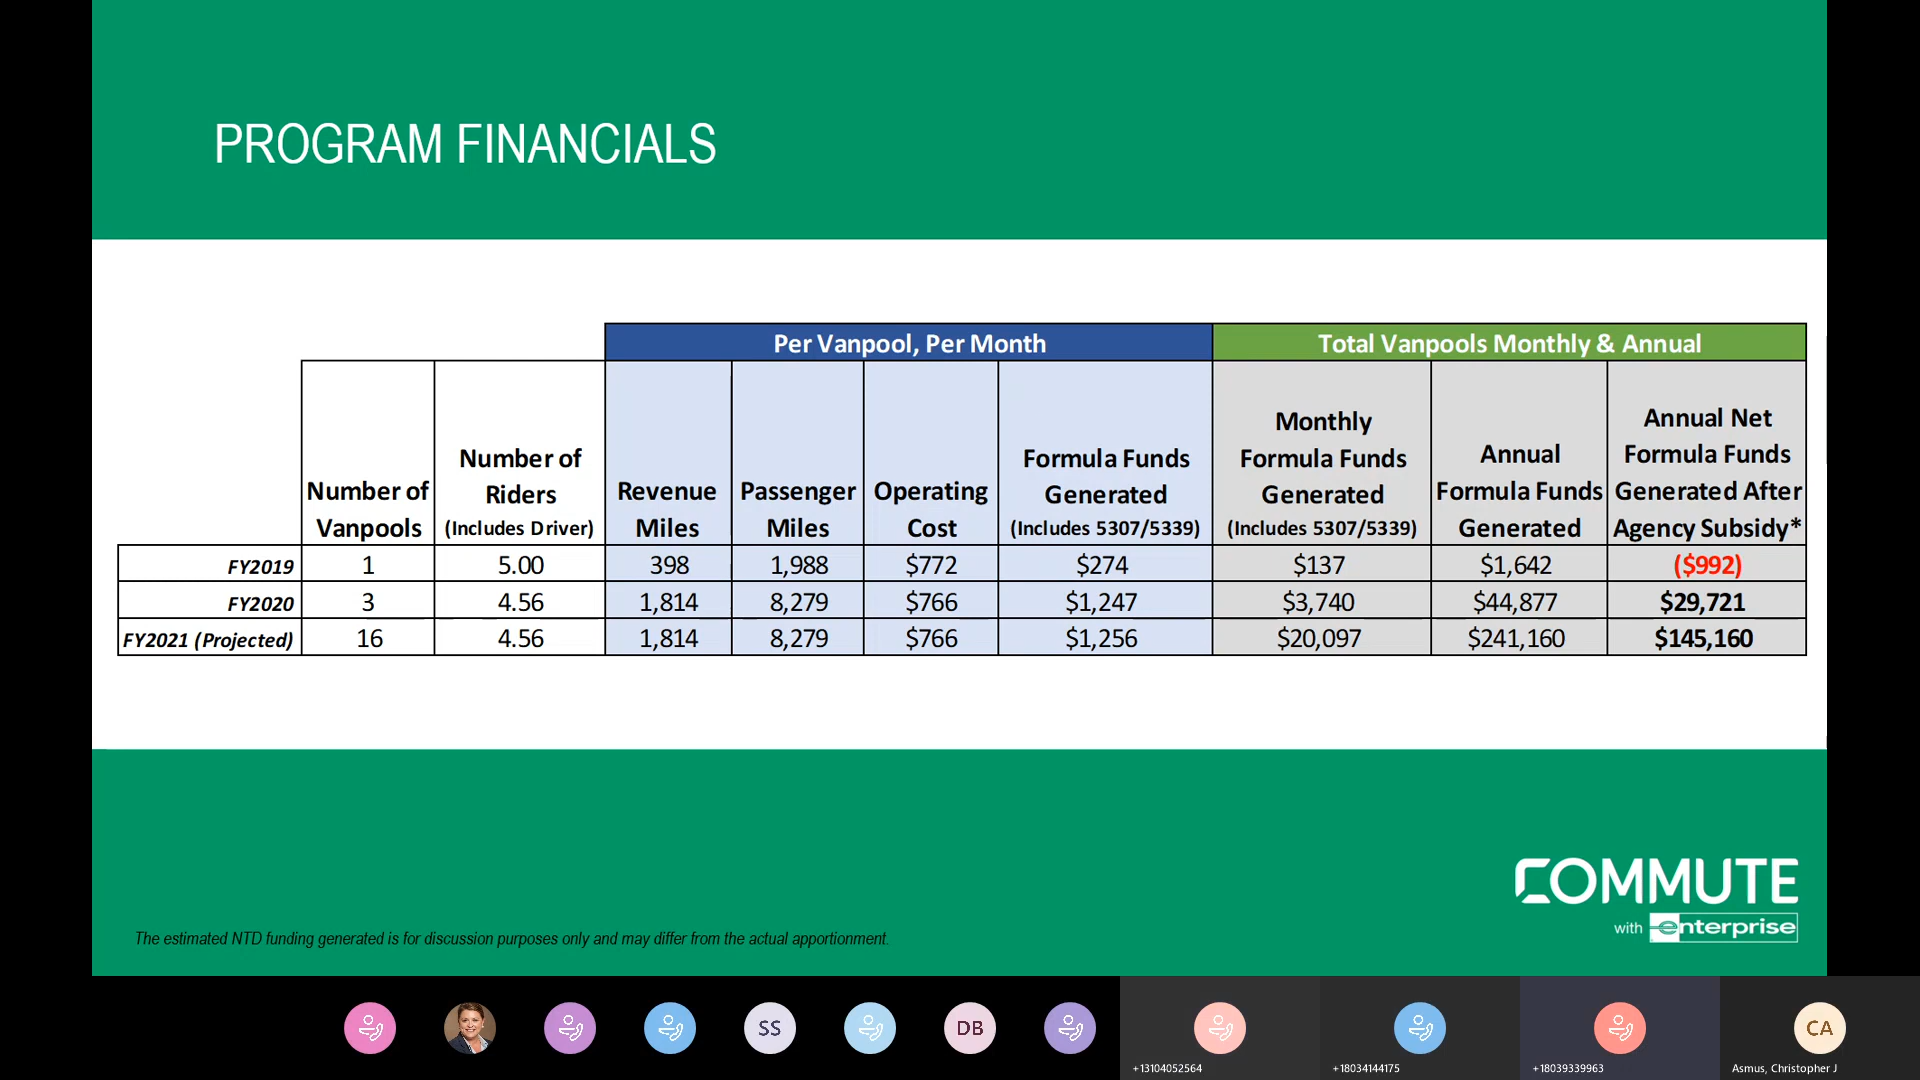 PROGRAM FINANCIALS
Per Vanpool, Per Month Total Vanpools Monthly & Annual
Number of Vanpools Number of Riders (Includes Driver) Revenue Miles Passenger Miles Operating Cost Formula Funds Generated (Includes 5307/5339) Monthly Formula Funds Generated (Includes 5307/5339) Annual Formula Funds Generated Annual Net Formula Funds Generated After Agency Subsidy*
FY2019 1 5.00 398 1,988 $772 $274 $137 $1,642 ($992)
FY2020 3 4.56 1,814 8,279 $766 $1,247 $3,740 $44,877 $29,721
FY2021 (Projected) 16 4.56 1,814 8,279 $766 $1,256 $20,097 $241,160 $145,160
COMMUTE
with enterprise
The estimated NTD funding generated is for discussion purposes only and may differ from the actual apportionment.
SS DB CA
+13104052564 +18034144175 +18039339963 Asmus, Christopher J